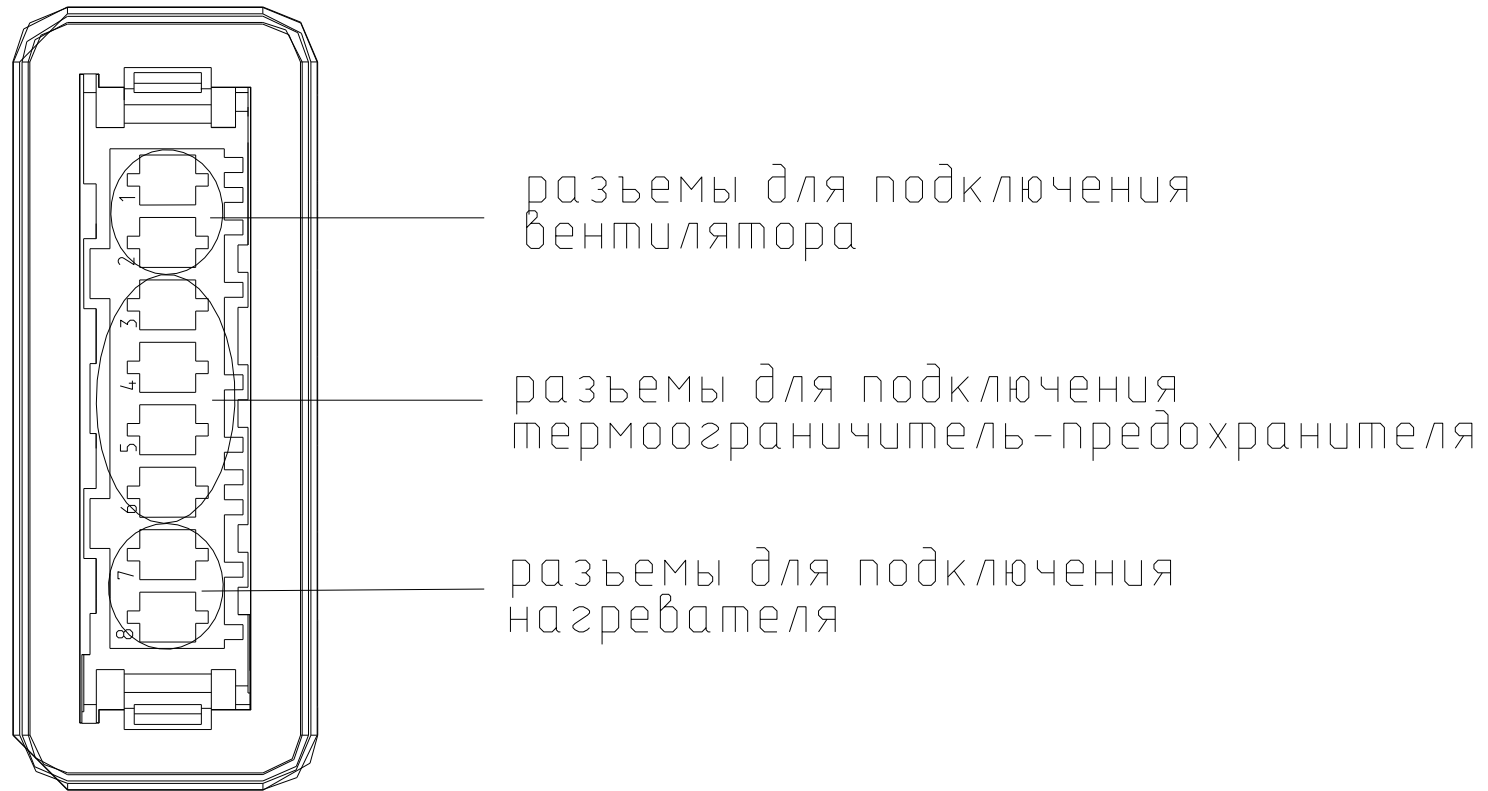 1
2
3
4
5
6
7
8
разъемы для подключения
вентилятора
разъемы для подключения
термоограничитель-предохранителя
разъемы для подключения
нагревателя